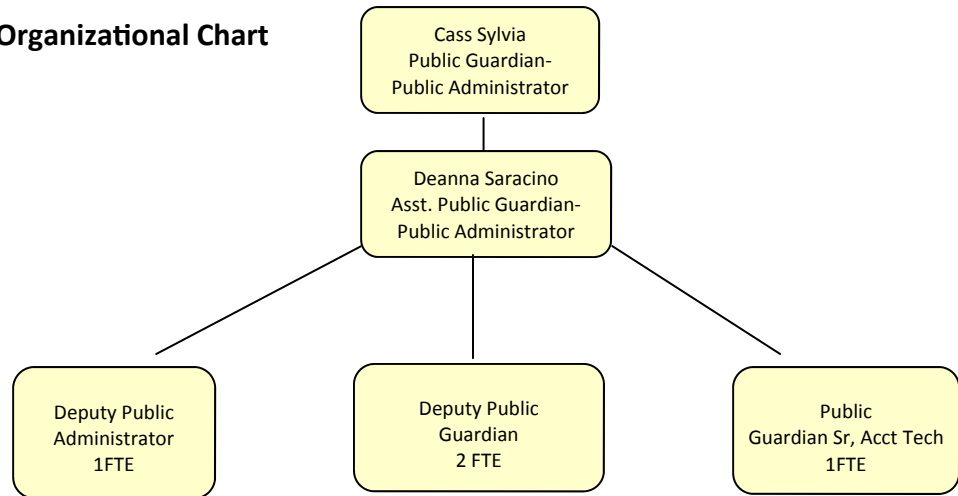 Organizational Chart
Cass Sylvia
Public Guardian-
Public Administrator
Deanna Saracino
Asst. Public Guardian-
Public Administrator
Deputy Public
Administrator
1FTE
Deputy Public
Guardian
2 FTE
Public
Guardian Sr, Acct Tech
1FTE